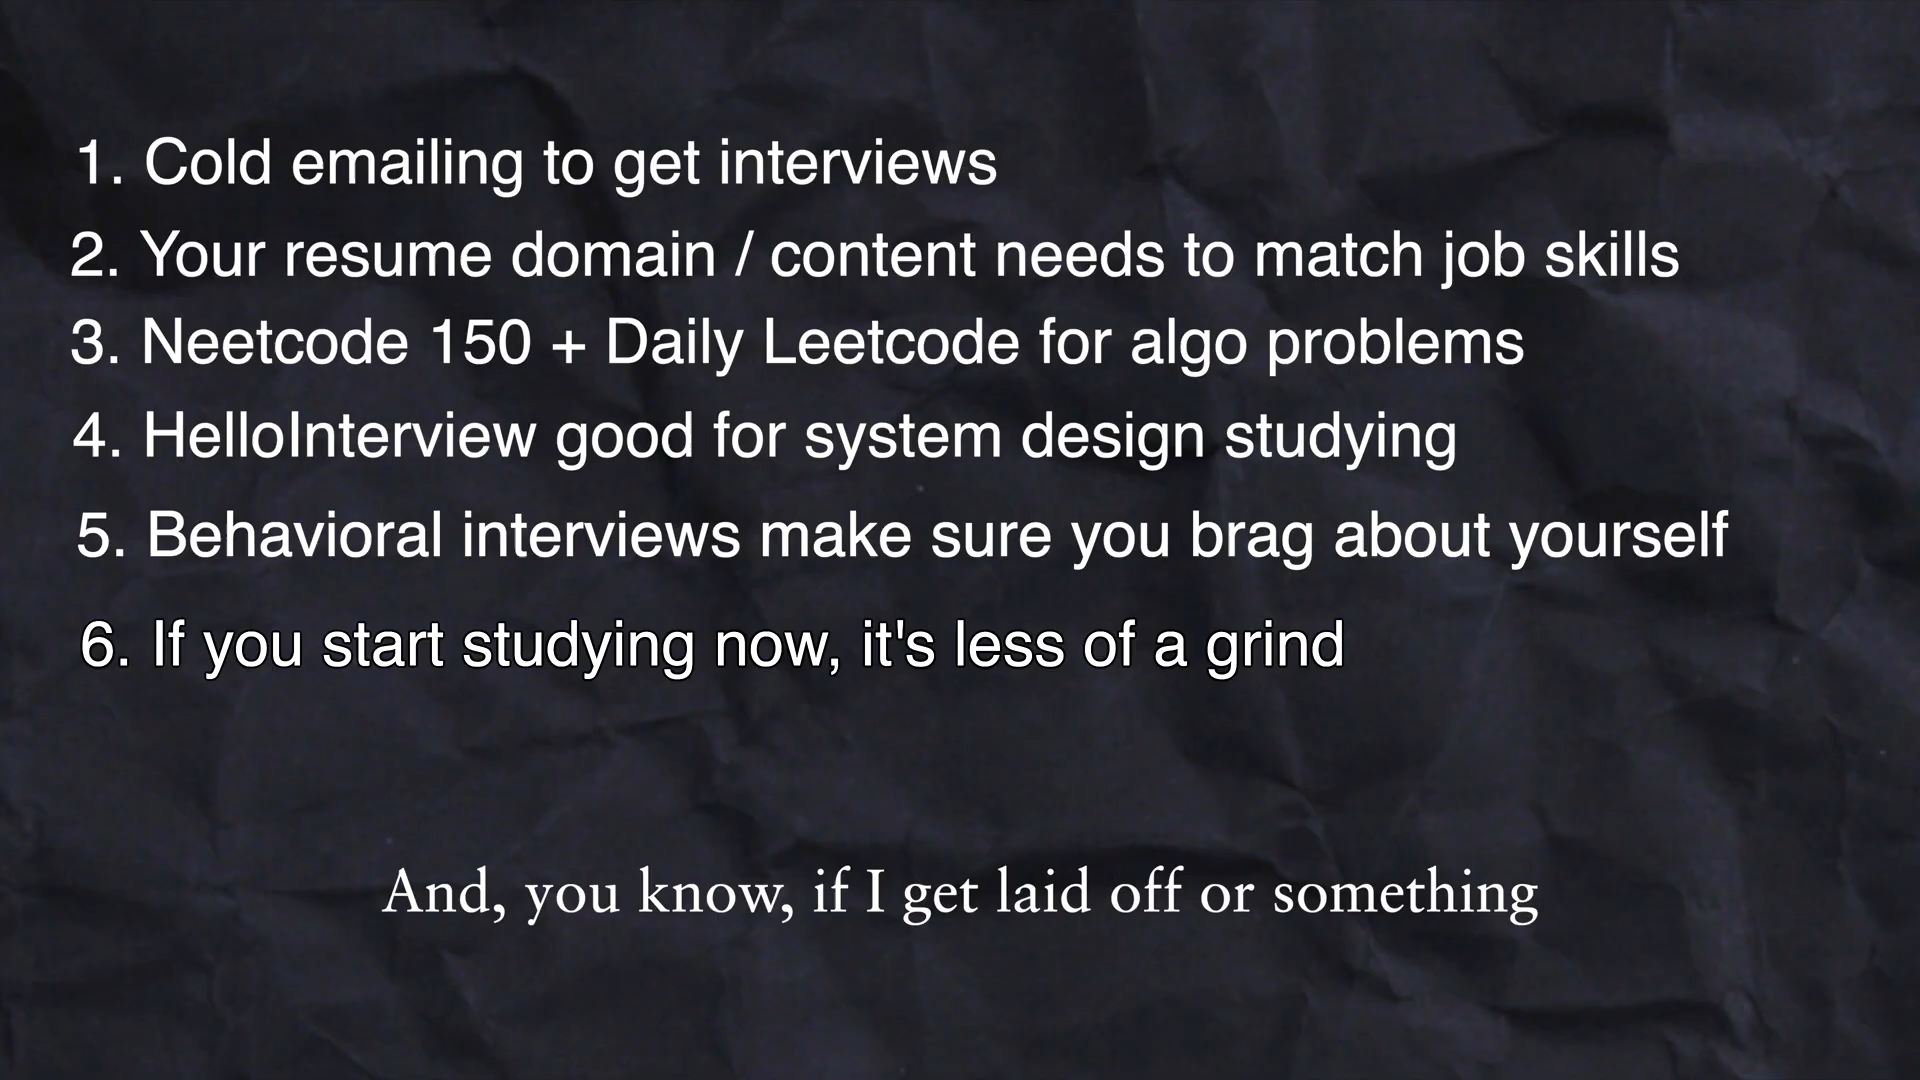 1. Cold emailing to get interviews
2. Your resume domain / content needs to match job skills
3. Neetcode 150 + Daily Leetcode for algo problems
4. HelloInterview good for system design studying
5. Behavioral interviews make sure you brag about yourself
6. If you start studying now, it's less of a grind
And, you know, if I get laid off or something